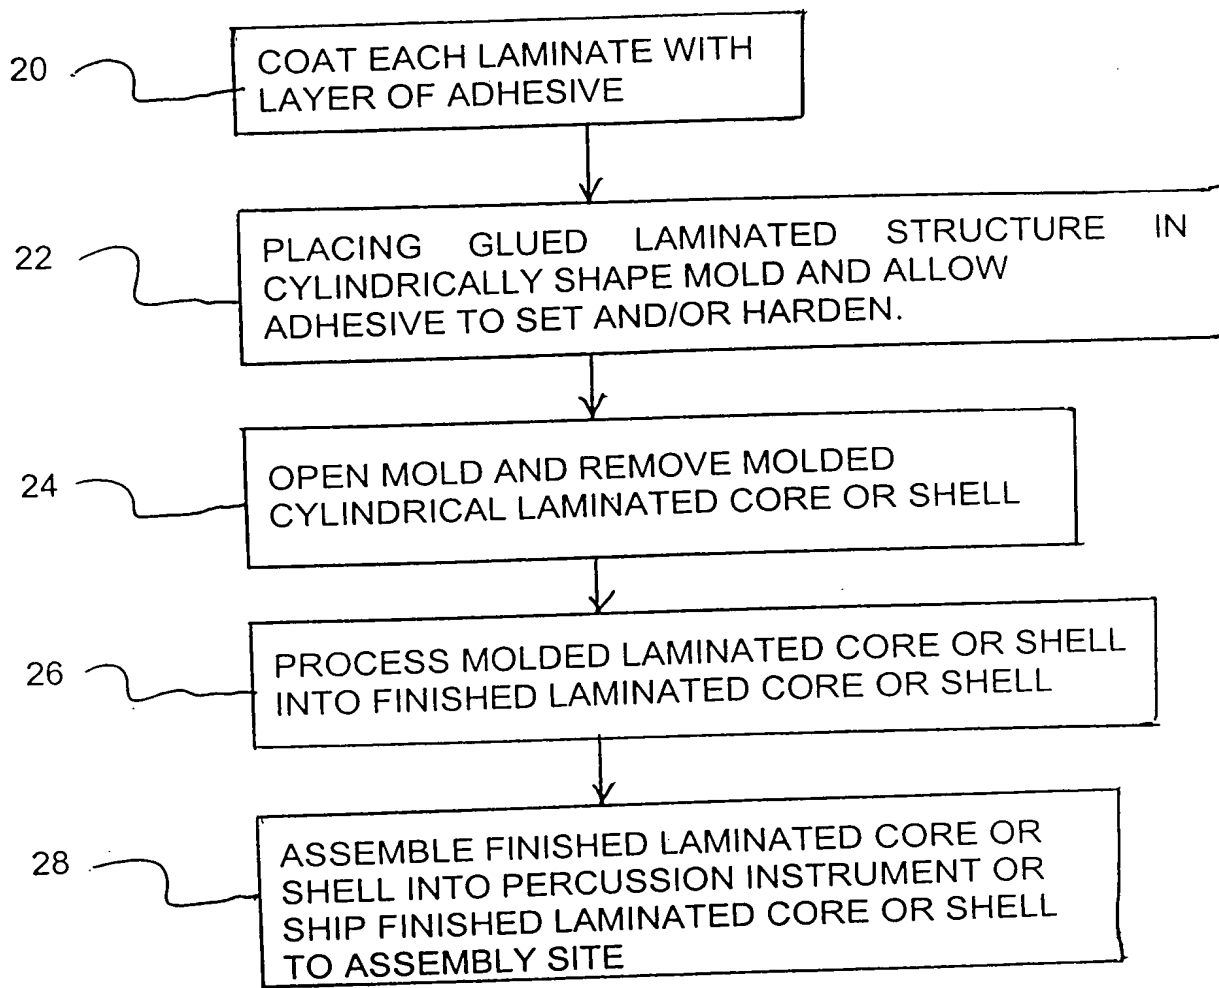 20
COAT EACH LAMINATE WITH
LAYER OF ADHESIVE
22
PLACING GLUED LAMINATED STRUCTURE IN
CYLINDRICALLY SHAPE MOLD AND ALLOW
ADHESIVE TO SET AND/OR HARDEN.
24
OPEN MOLD AND REMOVE MOLDED
CYLINDRICAL LAMINATED CORE OR SHELL
26
PROCESS MOLDED LAMINATED CORE OR SHELL
INTO FINISHED LAMINATED CORE OR SHELL
28
ASSEMBLE FINISHED LAMINATED CORE OR
SHELL INTO PERCUSSION INSTRUMENT OR
SHIP FINISHED LAMINATED CORE OR SHELL
TO ASSEMBLY SITE